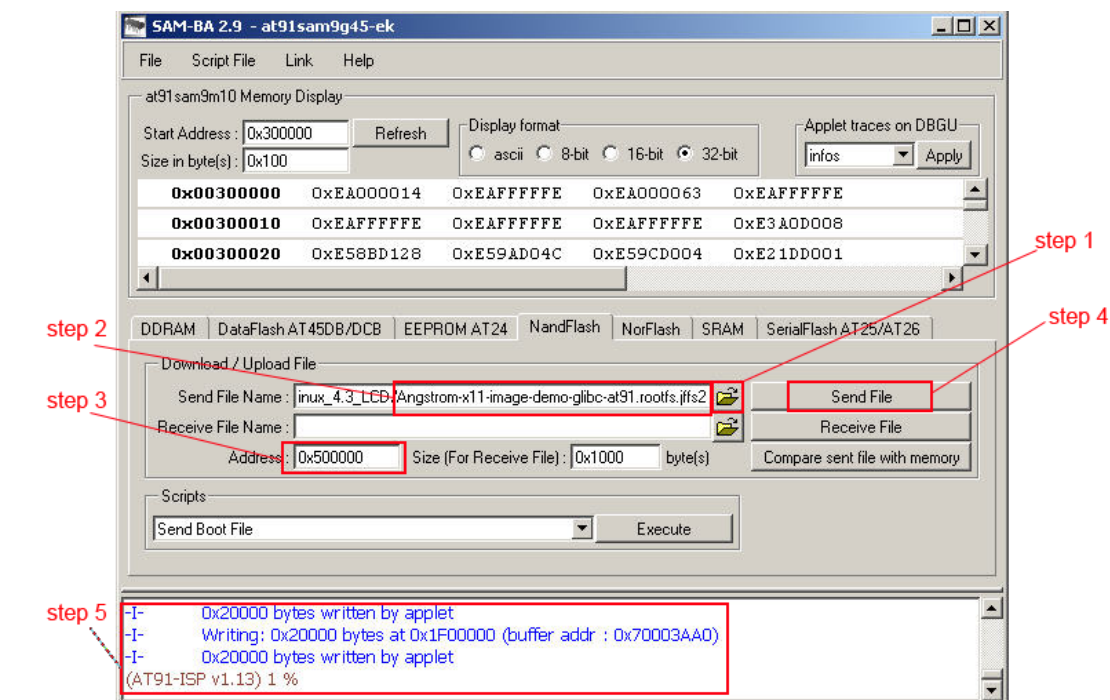 SAM-BA 2.9 - at91sam9g45-ek
File Script File Link Help
at91sam9m10 Memory Display
Start Address : 0x300000 Refresh
Size in byte(s) : 0x100
Display format
ascii 8-bit 16-bit 32-bit
Applet traces on DBGU
infos Apply
0x00300000 0xEA000014 0xEAFFFFFE 0xEA000063 0xEAFFFFFE
0x00300010 0xEAFFFFFE 0xEAFFFFFE 0xEAFFFFFE 0xE3A0D008
0x00300020 0xE58BD128 0xE59AD04C 0xE59CD004 0xE21DD001
step 1
step 2
DDRAM DataFlash AT45DB/DCB EEPROM AT24 NandFlash NorFlash SRAM SerialFlash AT25/AT26
step 4
Download / Upload File
Send File Name : inux_4.3_LCD/Angstrom-x11-image-demo-glibc-at91.rootfs.jffs2 Send File
step 3
Receive File Name : Receive File
Address : 0x500000 Size (For Receive File) : 0x1000 byte(s) Compare sent file with memory
Scripts
Send Boot File Execute
step 5
-I- 0x20000 bytes written by applet
-I- Writing: 0x20000 bytes at 0x1F00000 (buffer addr : 0x70003AA0)
-I- 0x20000 bytes written by applet
(AT91-ISP v1.13) 1 %